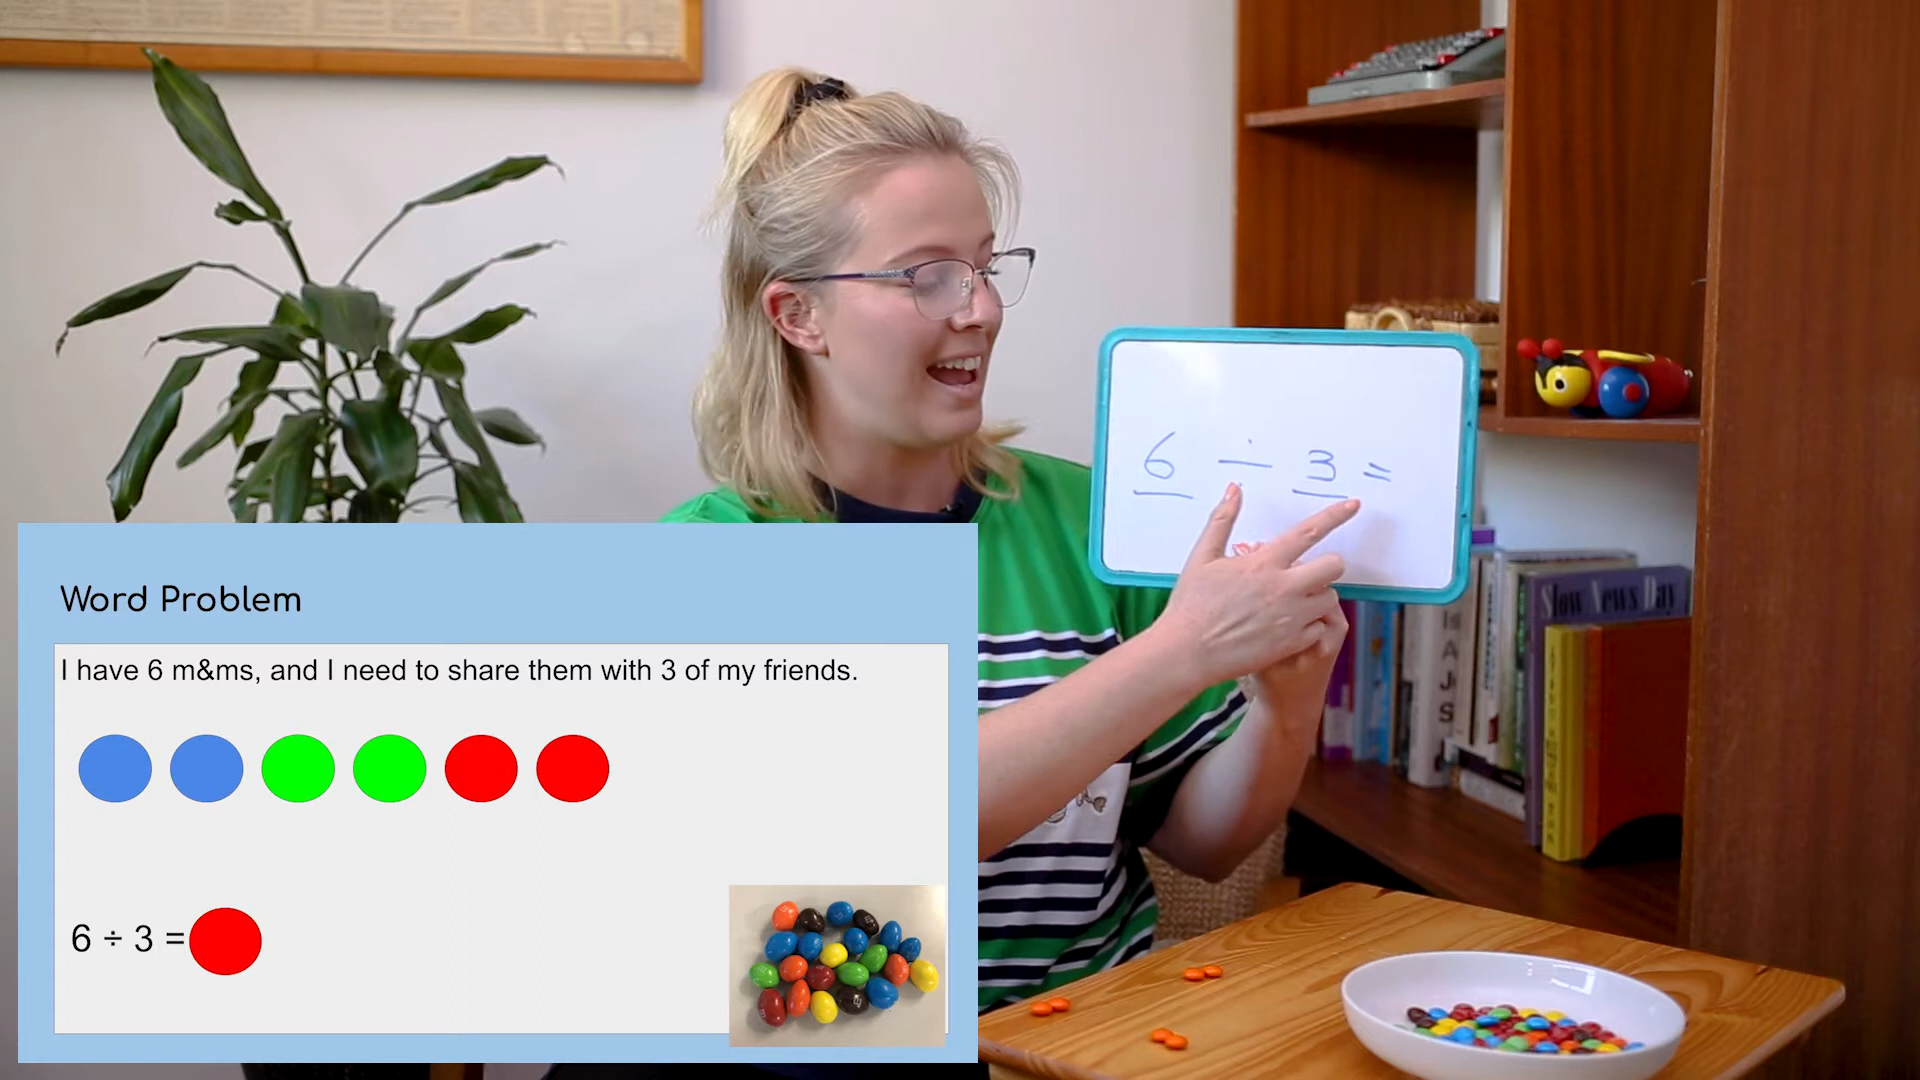 6 ÷ 3 =
Slow News Day
Word Problem
I have 6 m&ms, and I need to share them with 3 of my friends.
6 ÷ 3 =